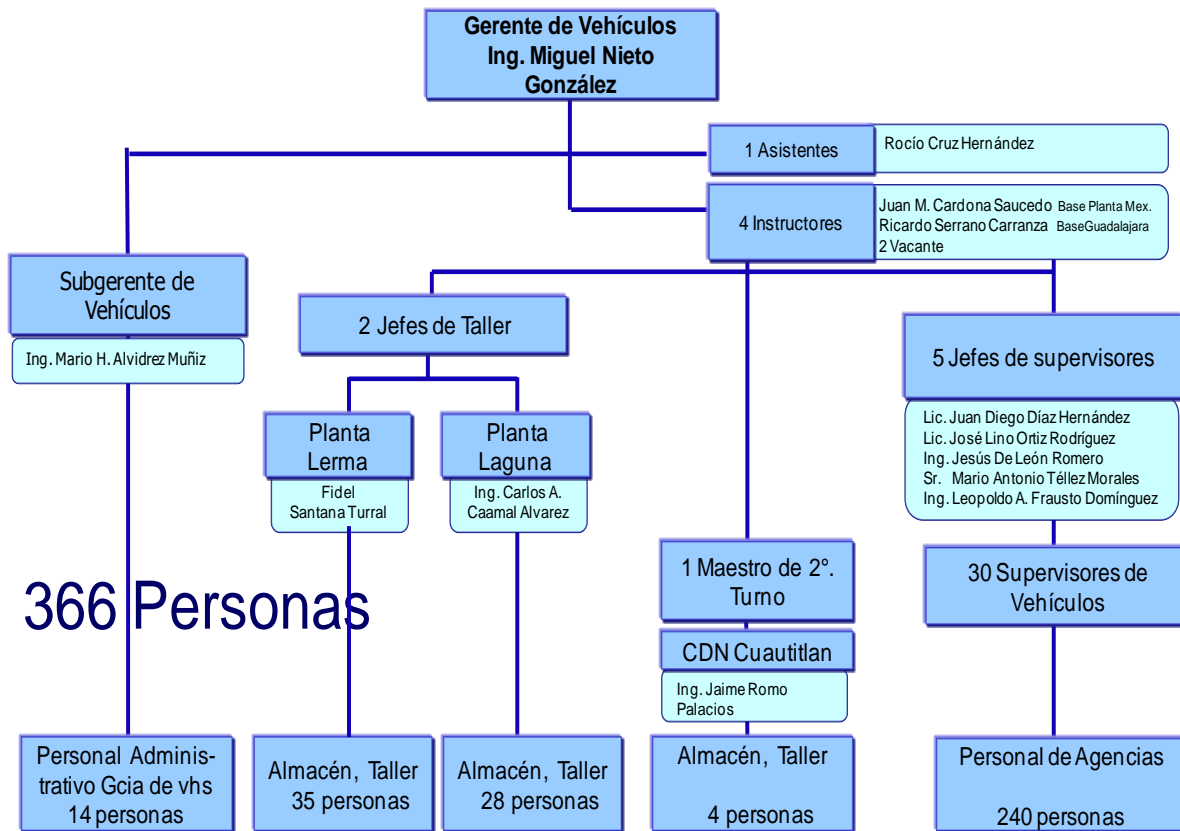 Gerente de Vehículos
Ing. Miguel Nieto
González
1 Asistentes
Rocío Cruz Hernández
4 Instructores
Juan M. Cardona Saucedo Base Planta Mex.
Ricardo Serrano Carranza Base Guadalajara
2 Vacante
Subgerente de
Vehículos
Ing. Mario H. Alvidrez Muñiz
2 Jefes de Taller
5 Jefes de supervisores
Lic. Juan Diego Díaz Hernández
Lic. José Lino Ortiz Rodríguez
Ing. Jesús De León Romero
Sr. Mario Antonio Téllez Morales
Ing. Leopoldo A. Frausto Domínguez
Planta
Lerma
Fidel
Santana Turral
Planta
Laguna
Ing. Carlos A.
Caamal Alvarez
366 Personas
1 Maestro de 2°.
Turno
CDN Cuautitlan
Ing. Jaime Romo
Palacios
30 Supervisores de
Vehículos
Personal Adminis-
trativo Gcia de vhs
14 personas
Almacén, Taller
35 personas
Almacén, Taller
28 personas
Almacén, Taller
4 personas
Personal de Agencias
240 personas